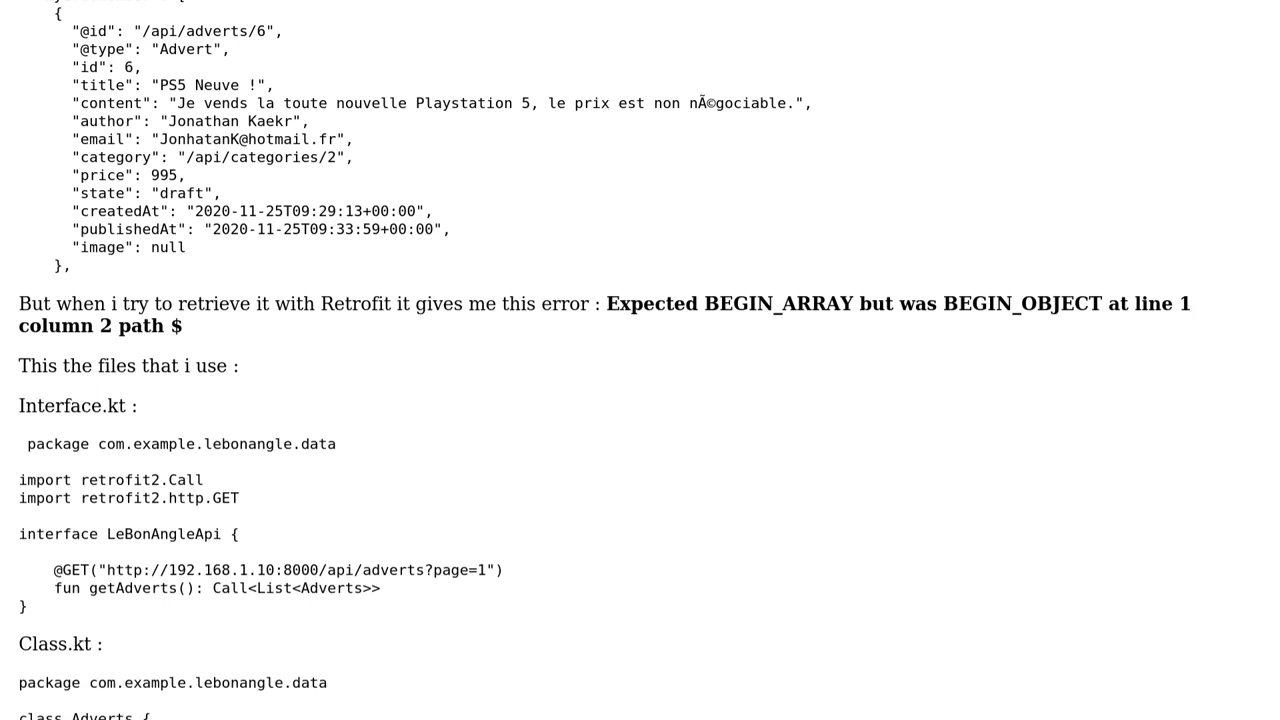 {
"@id": "/api/adverts/6",
"@type": "Advert",
"id": 6,
"title": "PS5 Neuve !",
"content": "Je vends la toute nouvelle Playstation 5, le prix est non nÃ©gociable.",
"author": "Jonathan Kaekr",
"email": "JonhatanK@hotmail.fr",
"category": "/api/categories/2",
"price": 995,
"state": "draft",
"createdAt": "2020-11-25T09:29:13+00:00",
"publishedAt": "2020-11-25T09:33:59+00:00",
"image": null
},
But when i try to retrieve it with Retrofit it gives me this error : Expected BEGIN_ARRAY but was BEGIN_OBJECT at line 1
column 2 path $
This the files that i use :
Interface.kt :
package com.example.lebonangle.data
import retrofit2.Call
import retrofit2.http.GET
interface LeBonAngleApi {
@GET("http://192.168.1.10:8000/api/adverts?page=1")
fun getAdverts(): Call<List<Adverts>>
}
Class.kt :
package com.example.lebonangle.data
class Adverts {